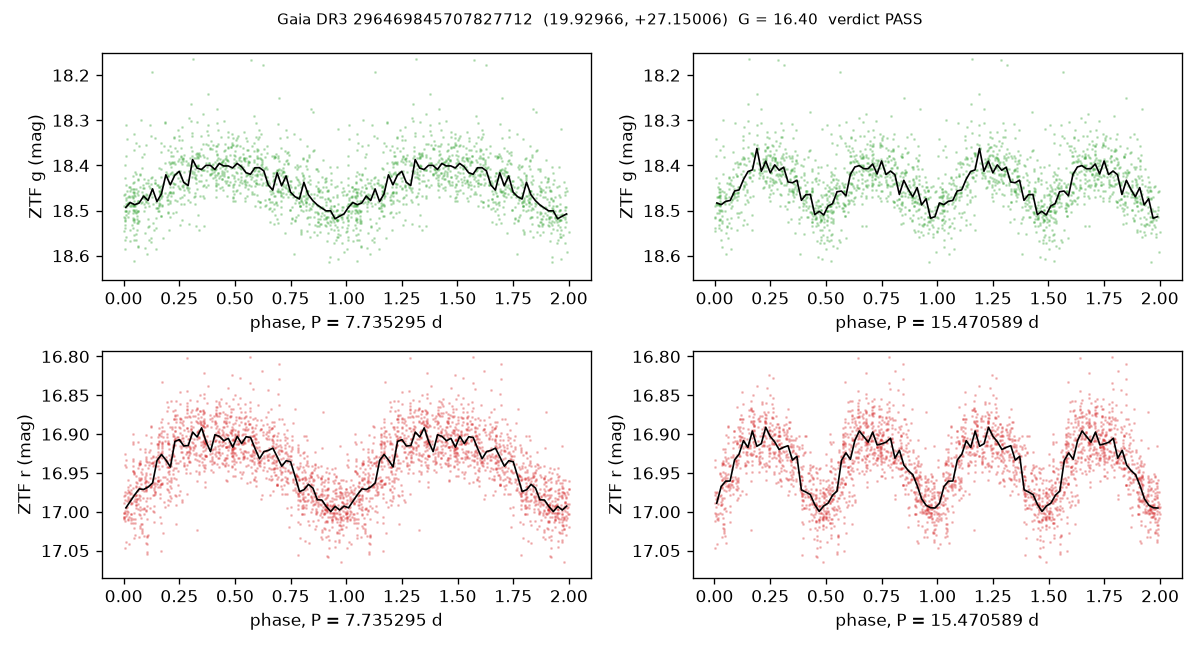 Gaia DR3 296469845707827712  (19.92966, +27.15006)  G = 16.40  verdict PASS
ZTF g (mag)
18.2
18.3
18.4
18.5
18.6
0.00 0.25 0.50 0.75 1.00 1.25 1.50 1.75 2.00
phase, P = 7.735295 d
ZTF g (mag)
18.2
18.3
18.4
18.5
18.6
0.00 0.25 0.50 0.75 1.00 1.25 1.50 1.75 2.00
phase, P = 15.470589 d
ZTF r (mag)
16.80
16.85
16.90
16.95
17.00
17.05
0.00 0.25 0.50 0.75 1.00 1.25 1.50 1.75 2.00
phase, P = 7.735295 d
ZTF r (mag)
16.80
16.85
16.90
16.95
17.00
17.05
0.00 0.25 0.50 0.75 1.00 1.25 1.50 1.75 2.00
phase, P = 15.470589 d